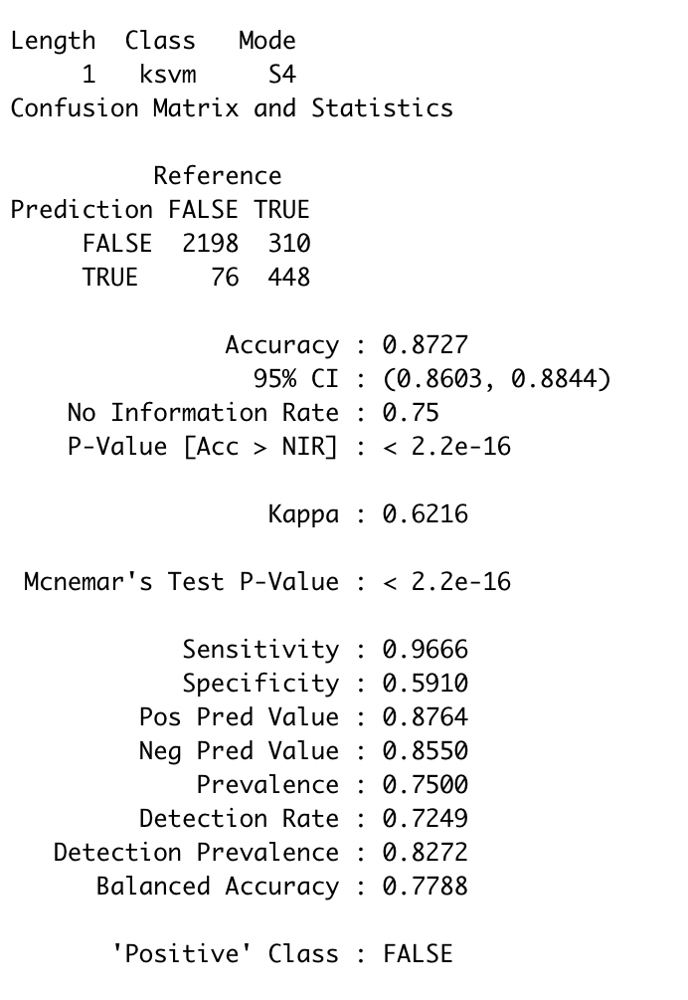 Length  Class   Mode
     1   ksvm     S4
Confusion Matrix and Statistics

          Reference
Prediction FALSE TRUE
     FALSE  2198  310
     TRUE     76  448

               Accuracy : 0.8727
                 95% CI : (0.8603, 0.8844)
    No Information Rate : 0.75
    P-Value [Acc > NIR] : < 2.2e-16

                  Kappa : 0.6216

 Mcnemar's Test P-Value : < 2.2e-16

            Sensitivity : 0.9666
            Specificity : 0.5910
         Pos Pred Value : 0.8764
         Neg Pred Value : 0.8550
             Prevalence : 0.7500
         Detection Rate : 0.7249
   Detection Prevalence : 0.8272
      Balanced Accuracy : 0.7788

       'Positive' Class : FALSE